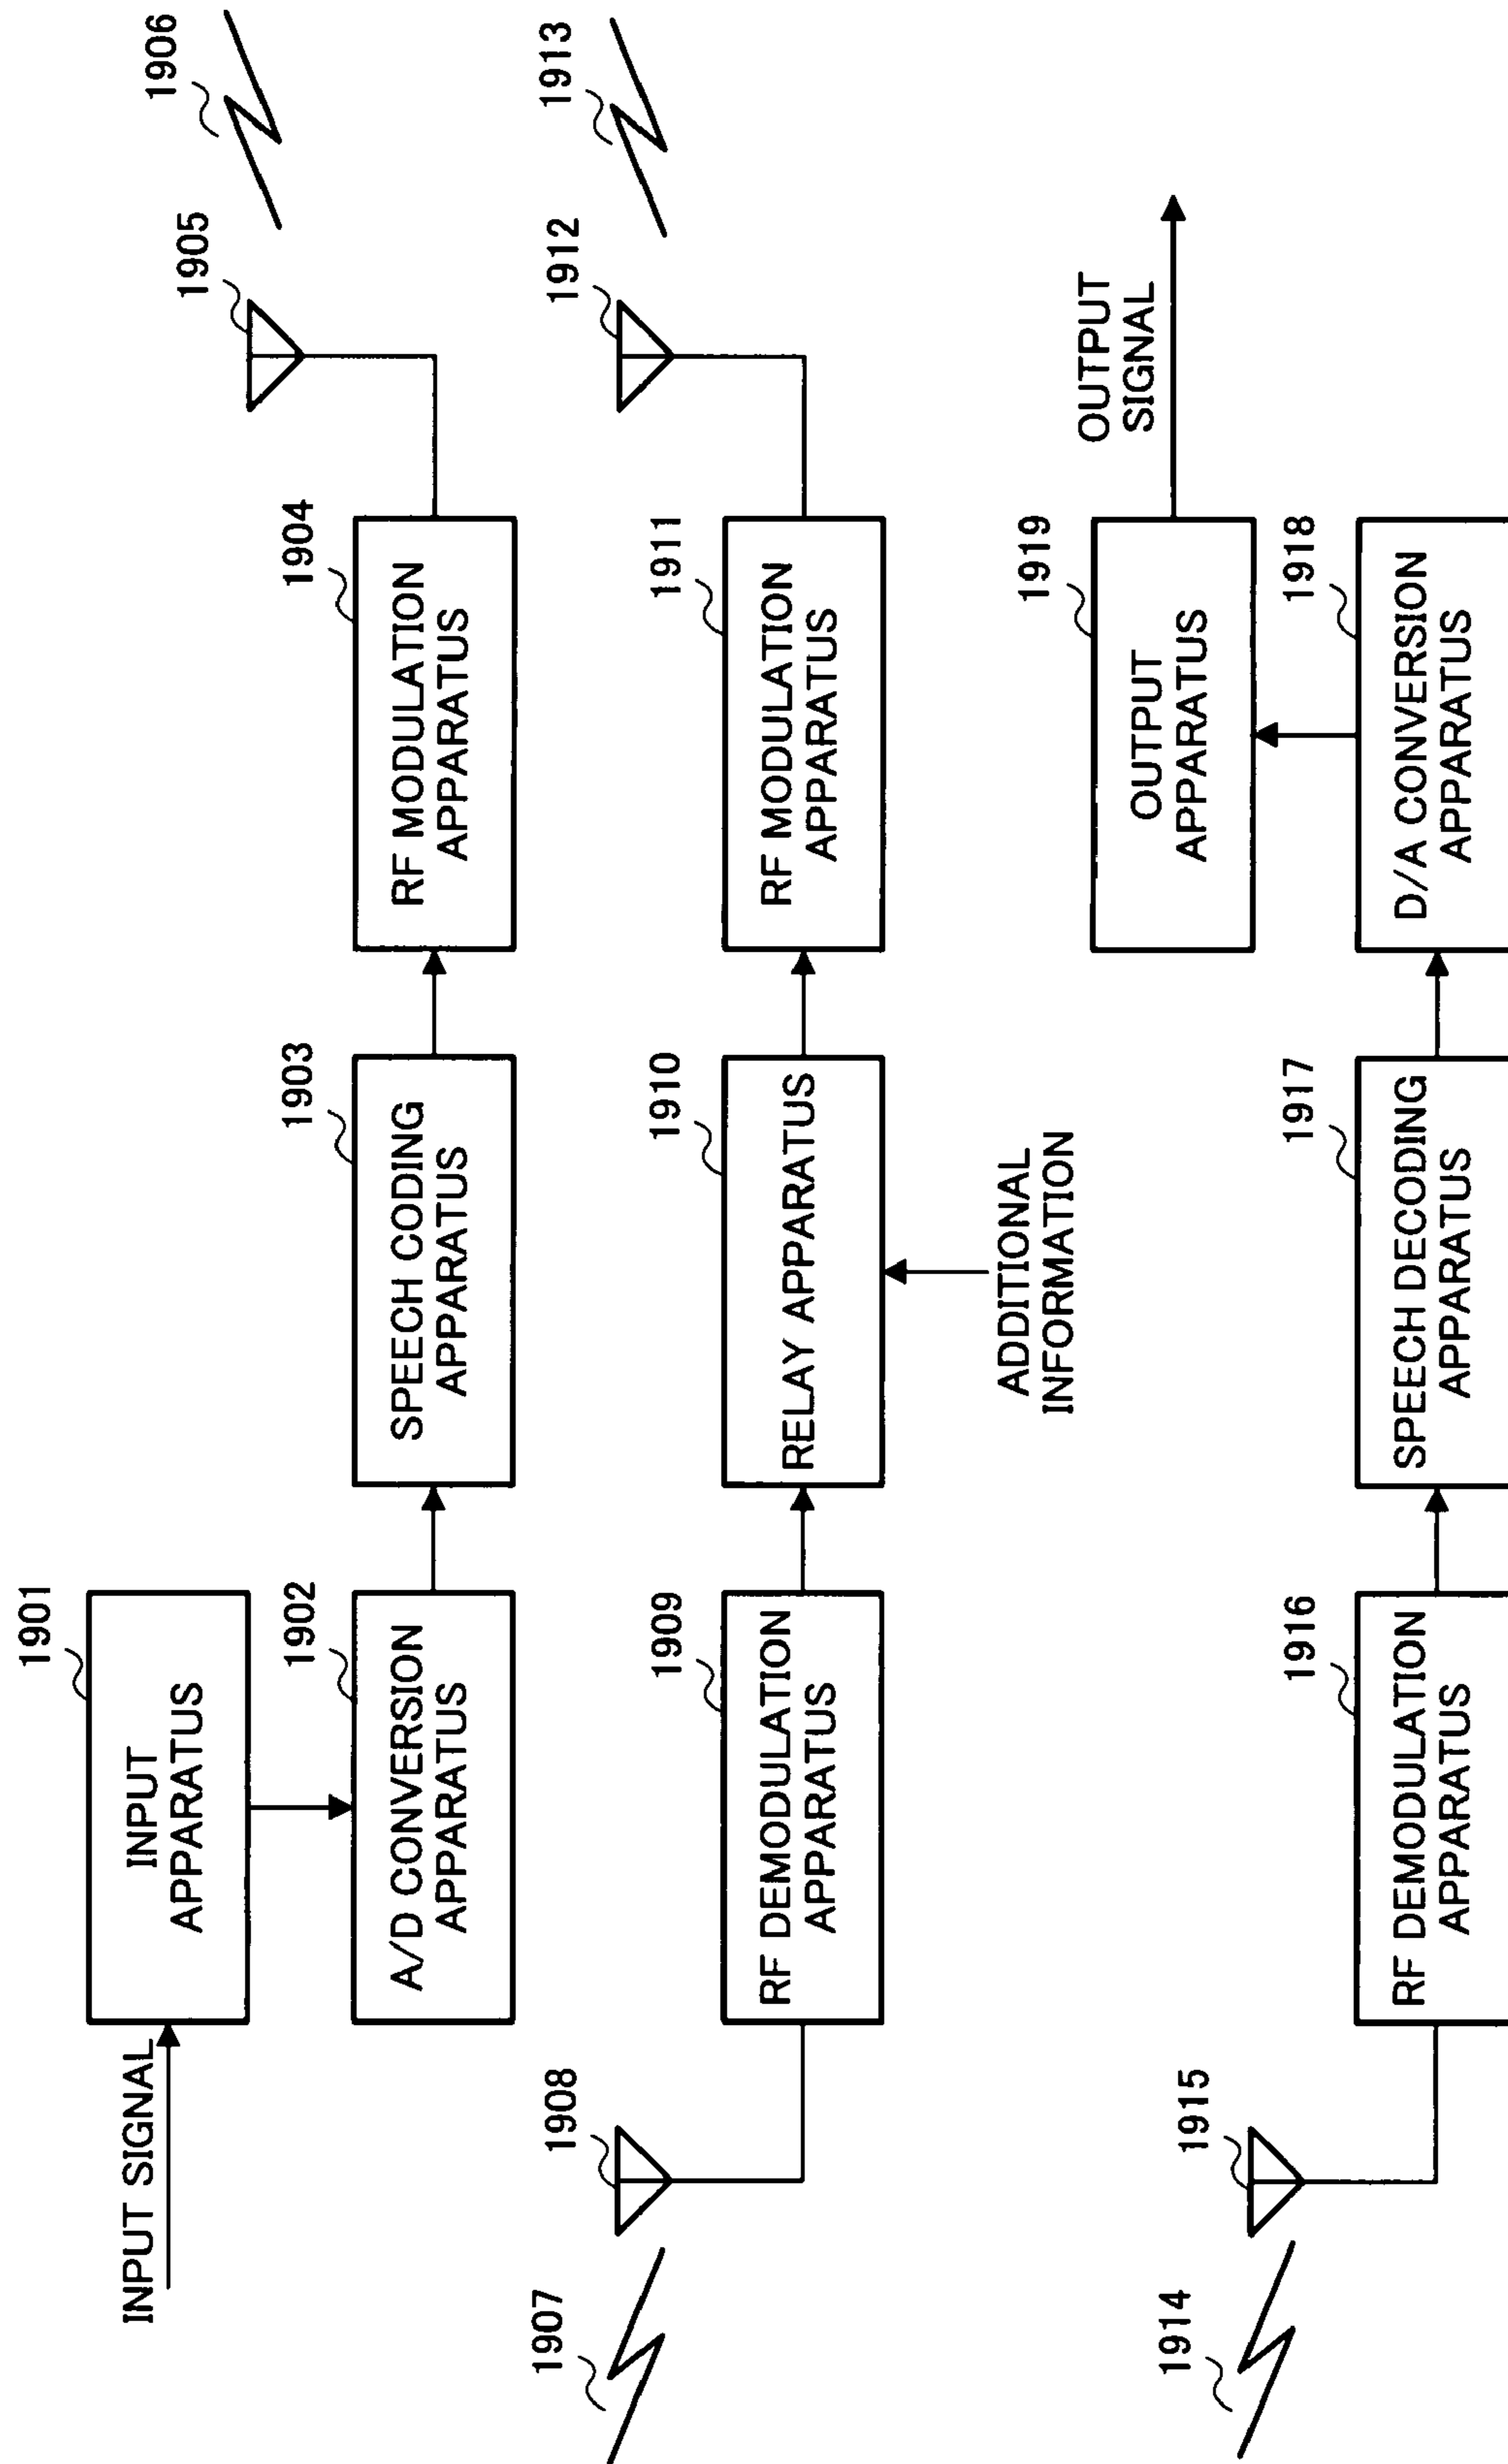 1901
INPUT SIGNAL
INPUT
APPARATUS
1902
A/D CONVERSION
APPARATUS
1903
SPEECH CODING
APPARATUS
1904
RF MODULATION
APPARATUS
1905
1906
1907
1908
1909
RF DEMODULATION
APPARATUS
1910
RELAY APPARATUS
ADDITIONAL
INFORMATION
1911
RF MODULATION
APPARATUS
1912
1913
1914
1915
1916
RF DEMODULATION
APPARATUS
1917
SPEECH DECODING
APPARATUS
1918
D/A CONVERSION
APPARATUS
1919
OUTPUT
APPARATUS
OUTPUT
SIGNAL